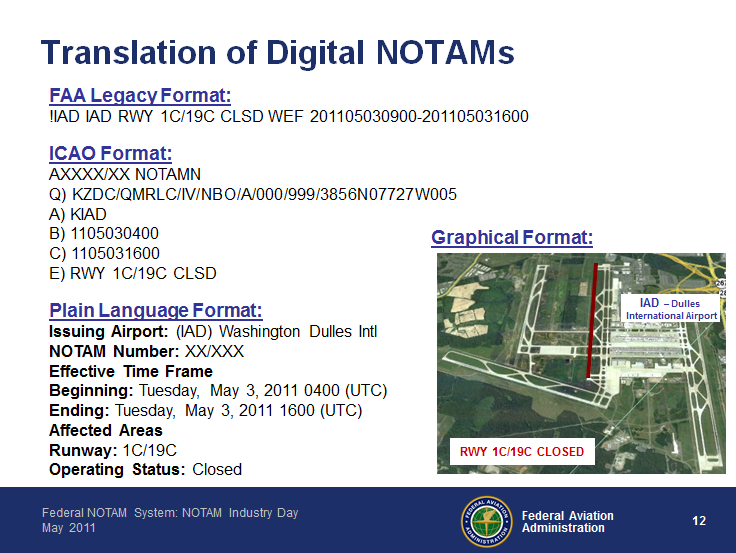 Translation of Digital NOTAMs
FAA Legacy Format:
!IAD IAD RWY 1C/19C CLSD WEF 201105030900-201105031600
ICAO Format:
AXXXX/XX NOTAMN
Q) KZDC/QMRLC/IV/NBO/A/000/999/3856N07727W005
A) KIAD
B) 1105030400
C) 1105031600
E) RWY 1C/19C CLSD
Plain Language Format:
Issuing Airport: (IAD) Washington Dulles Intl
NOTAM Number: XX/XXX
Effective Time Frame
Beginning: Tuesday, May 3, 2011 0400 (UTC)
Ending: Tuesday, May 3, 2011 1600 (UTC)
Affected Areas
Runway: 1C/19C
Operating Status: Closed
Graphical Format:
IAD – Dulles
International Airport
RWY 1C/19C CLOSED
Federal NOTAM System: NOTAM Industry Day
May 2011
FEDERAL AVIATION
ADMINISTRATION
Federal Aviation
Administration
12